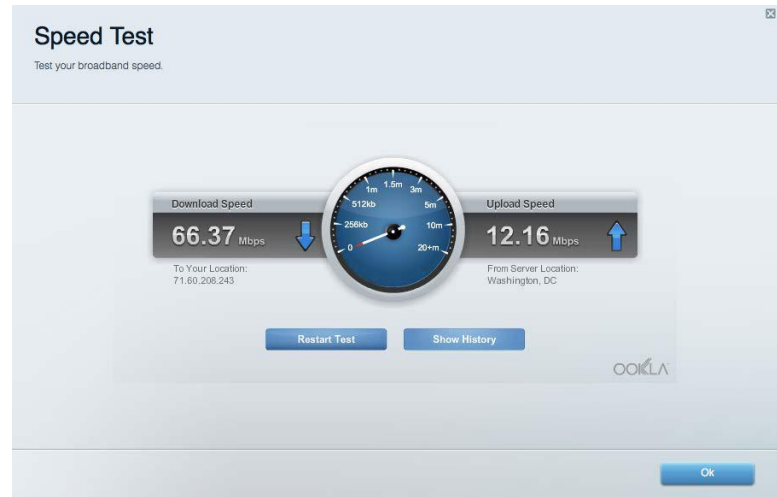 Speed Test
Test your broadband speed.
Download Speed
66.37 Mbps
To Your Location:
71.60.208.243
0
256kb
512kb
1m
1.5m
3m
5m
10m
20+m
Upload Speed
12.16 Mbps
From Server Location:
Washington, DC
Restart Test
Show History
OOKLA
Ok